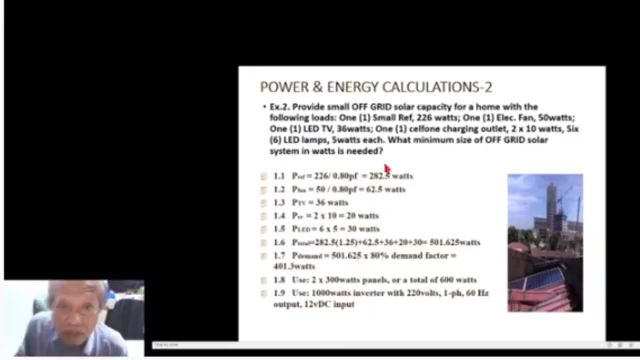 POWER & ENERGY CALCULATIONS-2
• Ex.2. Provide small OFF GRID solar capacity for a home with the
following loads: One (1) Small Ref, 226 watts; One (1) Elec. Fan, 50watts;
One (1) LED TV, 36watts; One (1) celfone charging outlet, 2 x 10 watts, Six
(6) LED lamps, 5watts each. What minimum size of OFF GRID solar
system in watts is needed?
1.1 Pref = 226/ 0.80pf = 282.5 watts
1.2 Pfan = 50 / 0.80pf = 62.5 watts
1.3 PTV = 36 watts
1.4 = 2 x 10 = 20 watts
1.5 PLED = 6 x 5 = 30 watts
1.6 Ptotal=282.5(1.25)+62.5+36+20+30= 501.625watts
1.7 Pdemand = 501.625 x 80% demand factor =
401.3watts
1.8 Use: 2 x 300watts panels, or a total of 600 watts
1.9 Use: 1000watts inverter with 220volts, 1-ph, 60 Hz
output, 12vDC input